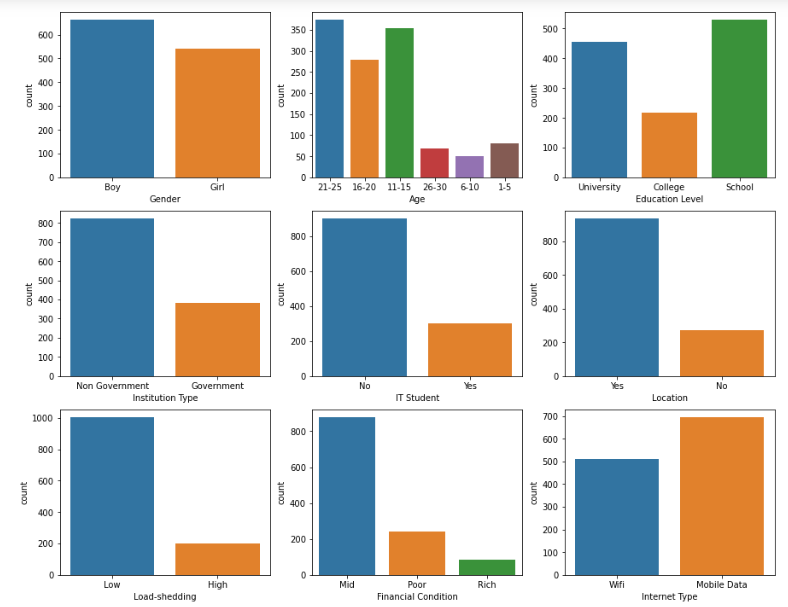 count
600
500
400
300
200
100
0
Boy Girl
Gender
count
350
300
250
200
150
100
50
0
21-25 16-20 11-15 26-30 6-10 1-5
Age
count
500
400
300
200
100
0
University College School
Education Level
count
800
700
600
500
400
300
200
100
0
Non Government Government
Institution Type
count
800
600
400
200
0
No Yes
IT Student
count
800
600
400
200
0
Yes No
Location
count
1000
800
600
400
200
0
Low High
Load-shedding
count
800
600
400
200
0
Mid Poor Rich
Financial Condition
count
700
600
500
400
300
200
100
0
Wifi Mobile Data
Internet Type